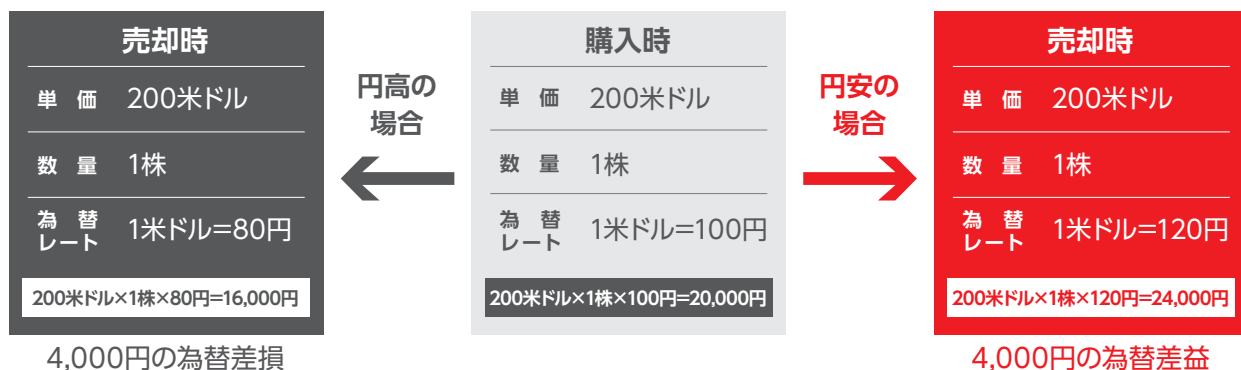 売却時
単価 200米ドル
数量 1株
為替
レート 1米ドル=80円
200米ドル×1株×80円=16,000円
4,000円の為替差損
円高の
場合
購入時
単価 200米ドル
数量 1株
為替
レート 1米ドル=100円
200米ドル×1株×100円=20,000円
円安の
場合
売却時
単価 200米ドル
数量 1株
為替
レート 1米ドル=120円
200米ドル×1株×120円=24,000円
4,000円の為替差益